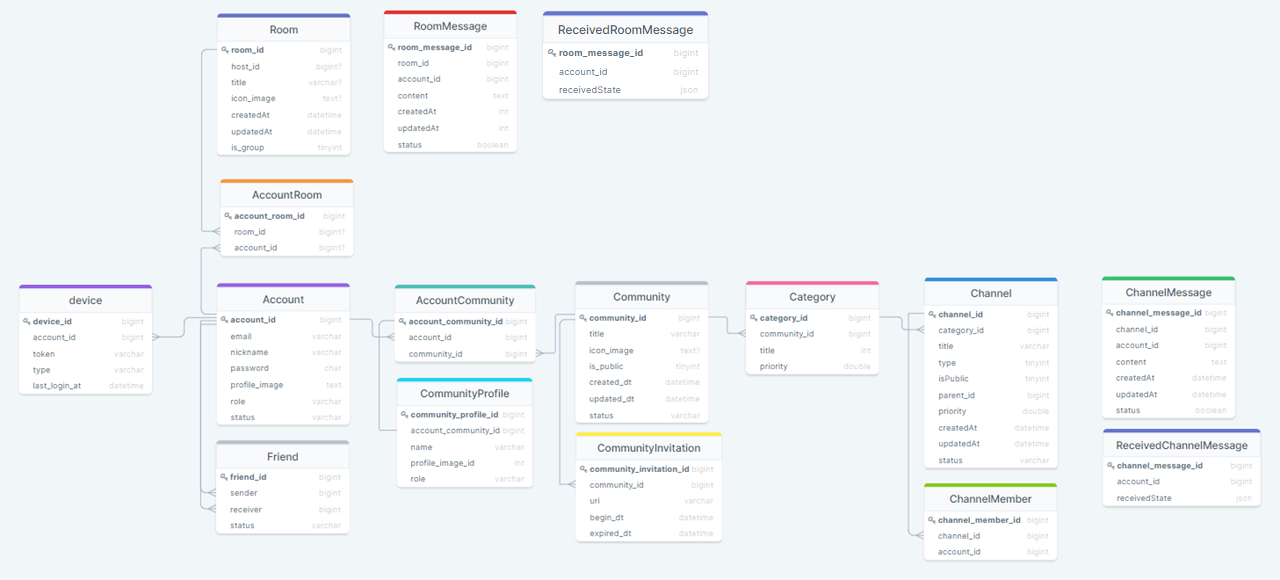 Room
room_id bigint
host_id bigint?
title varchar?
icon_image text?
createdAt datetime
updatedAt datetime
is_group tinyint
RoomMessage
room_message_id bigint
room_id bigint
account_id bigint
content text
createdAt int
updatedAt int
status boolean
ReceivedRoomMessage
room_message_id bigint
account_id bigint
receivedState json
AccountRoom
account_room_id bigint
room_id bigint?
account_id bigint?
device
device_id bigint
account_id bigint
token varchar
type varchar
last_login_at datetime
Account
account_id bigint
email varchar
nickname varchar
password char
profile_image text
role varchar
status varchar
Friend
friend_id bigint
sender bigint
receiver bigint
status varchar
AccountCommunity
account_community_id bigint
account_id bigint
community_id bigint
CommunityProfile
community_profile_id bigint
account_community_id bigint
name varchar
profile_image_id int
role varchar
Community
community_id bigint
title varchar
icon_image text?
is_public tinyint
created_dt datetime
updated_dt datetime
status varchar
CommunityInvitation
community_invitation_id bigint
community_id bigint
uri varchar
begin_dt datetime
expired_dt datetime
Category
category_id bigint
community_id bigint
title int
priority double
Channel
channel_id bigint
category_id bigint
title varchar
type tinyint
isPublic tinyint
parent_id bigint
priority double
createdAt datetime
updatedAt datetime
status varchar
ChannelMember
channel_member_id bigint
channel_id bigint
account_id bigint
ChannelMessage
channel_message_id bigint
channel_id bigint
account_id bigint
content text
createdAt datetime
updatedAt datetime
status boolean
ReceivedChannelMessage
channel_message_id bigint
account_id bigint
receivedState json